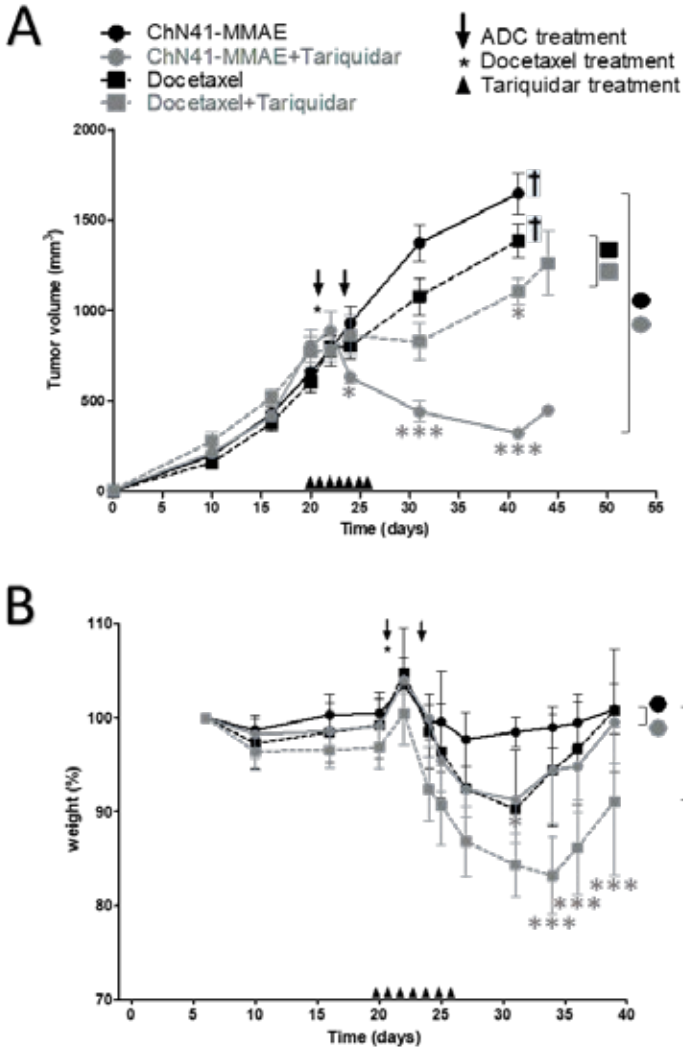 A
ChN41-MMAE
ChN41-MMAE+Tariquidar
Docetaxel
Docetaxel+Tariquidar
ADC treatment
* Docetaxel treatment
Tariquidar treatment
Tumor volume (mm³)
2000
1500
1000
500
0
†
†
*
*
***
***
*
0 5 10 15 20 25 30 35 40 45 50 55
Time (days)
B
weight (%)
110
100
90
80
70
*
*
***
***
***
0 5 10 15 20 25 30 35 40
Time (days)